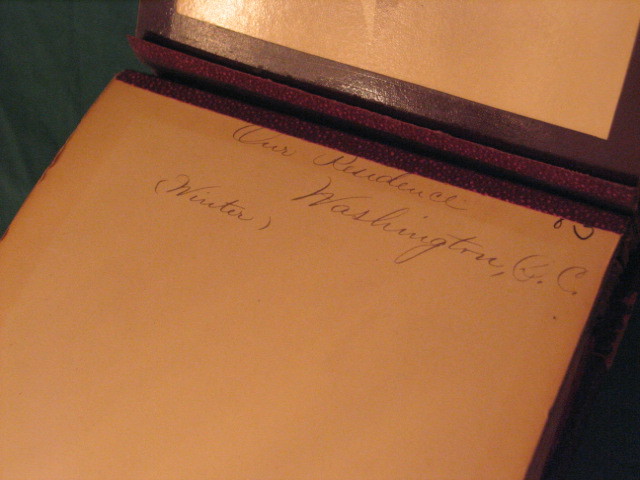 Our Residence
Washington, D.C.
(Winter)